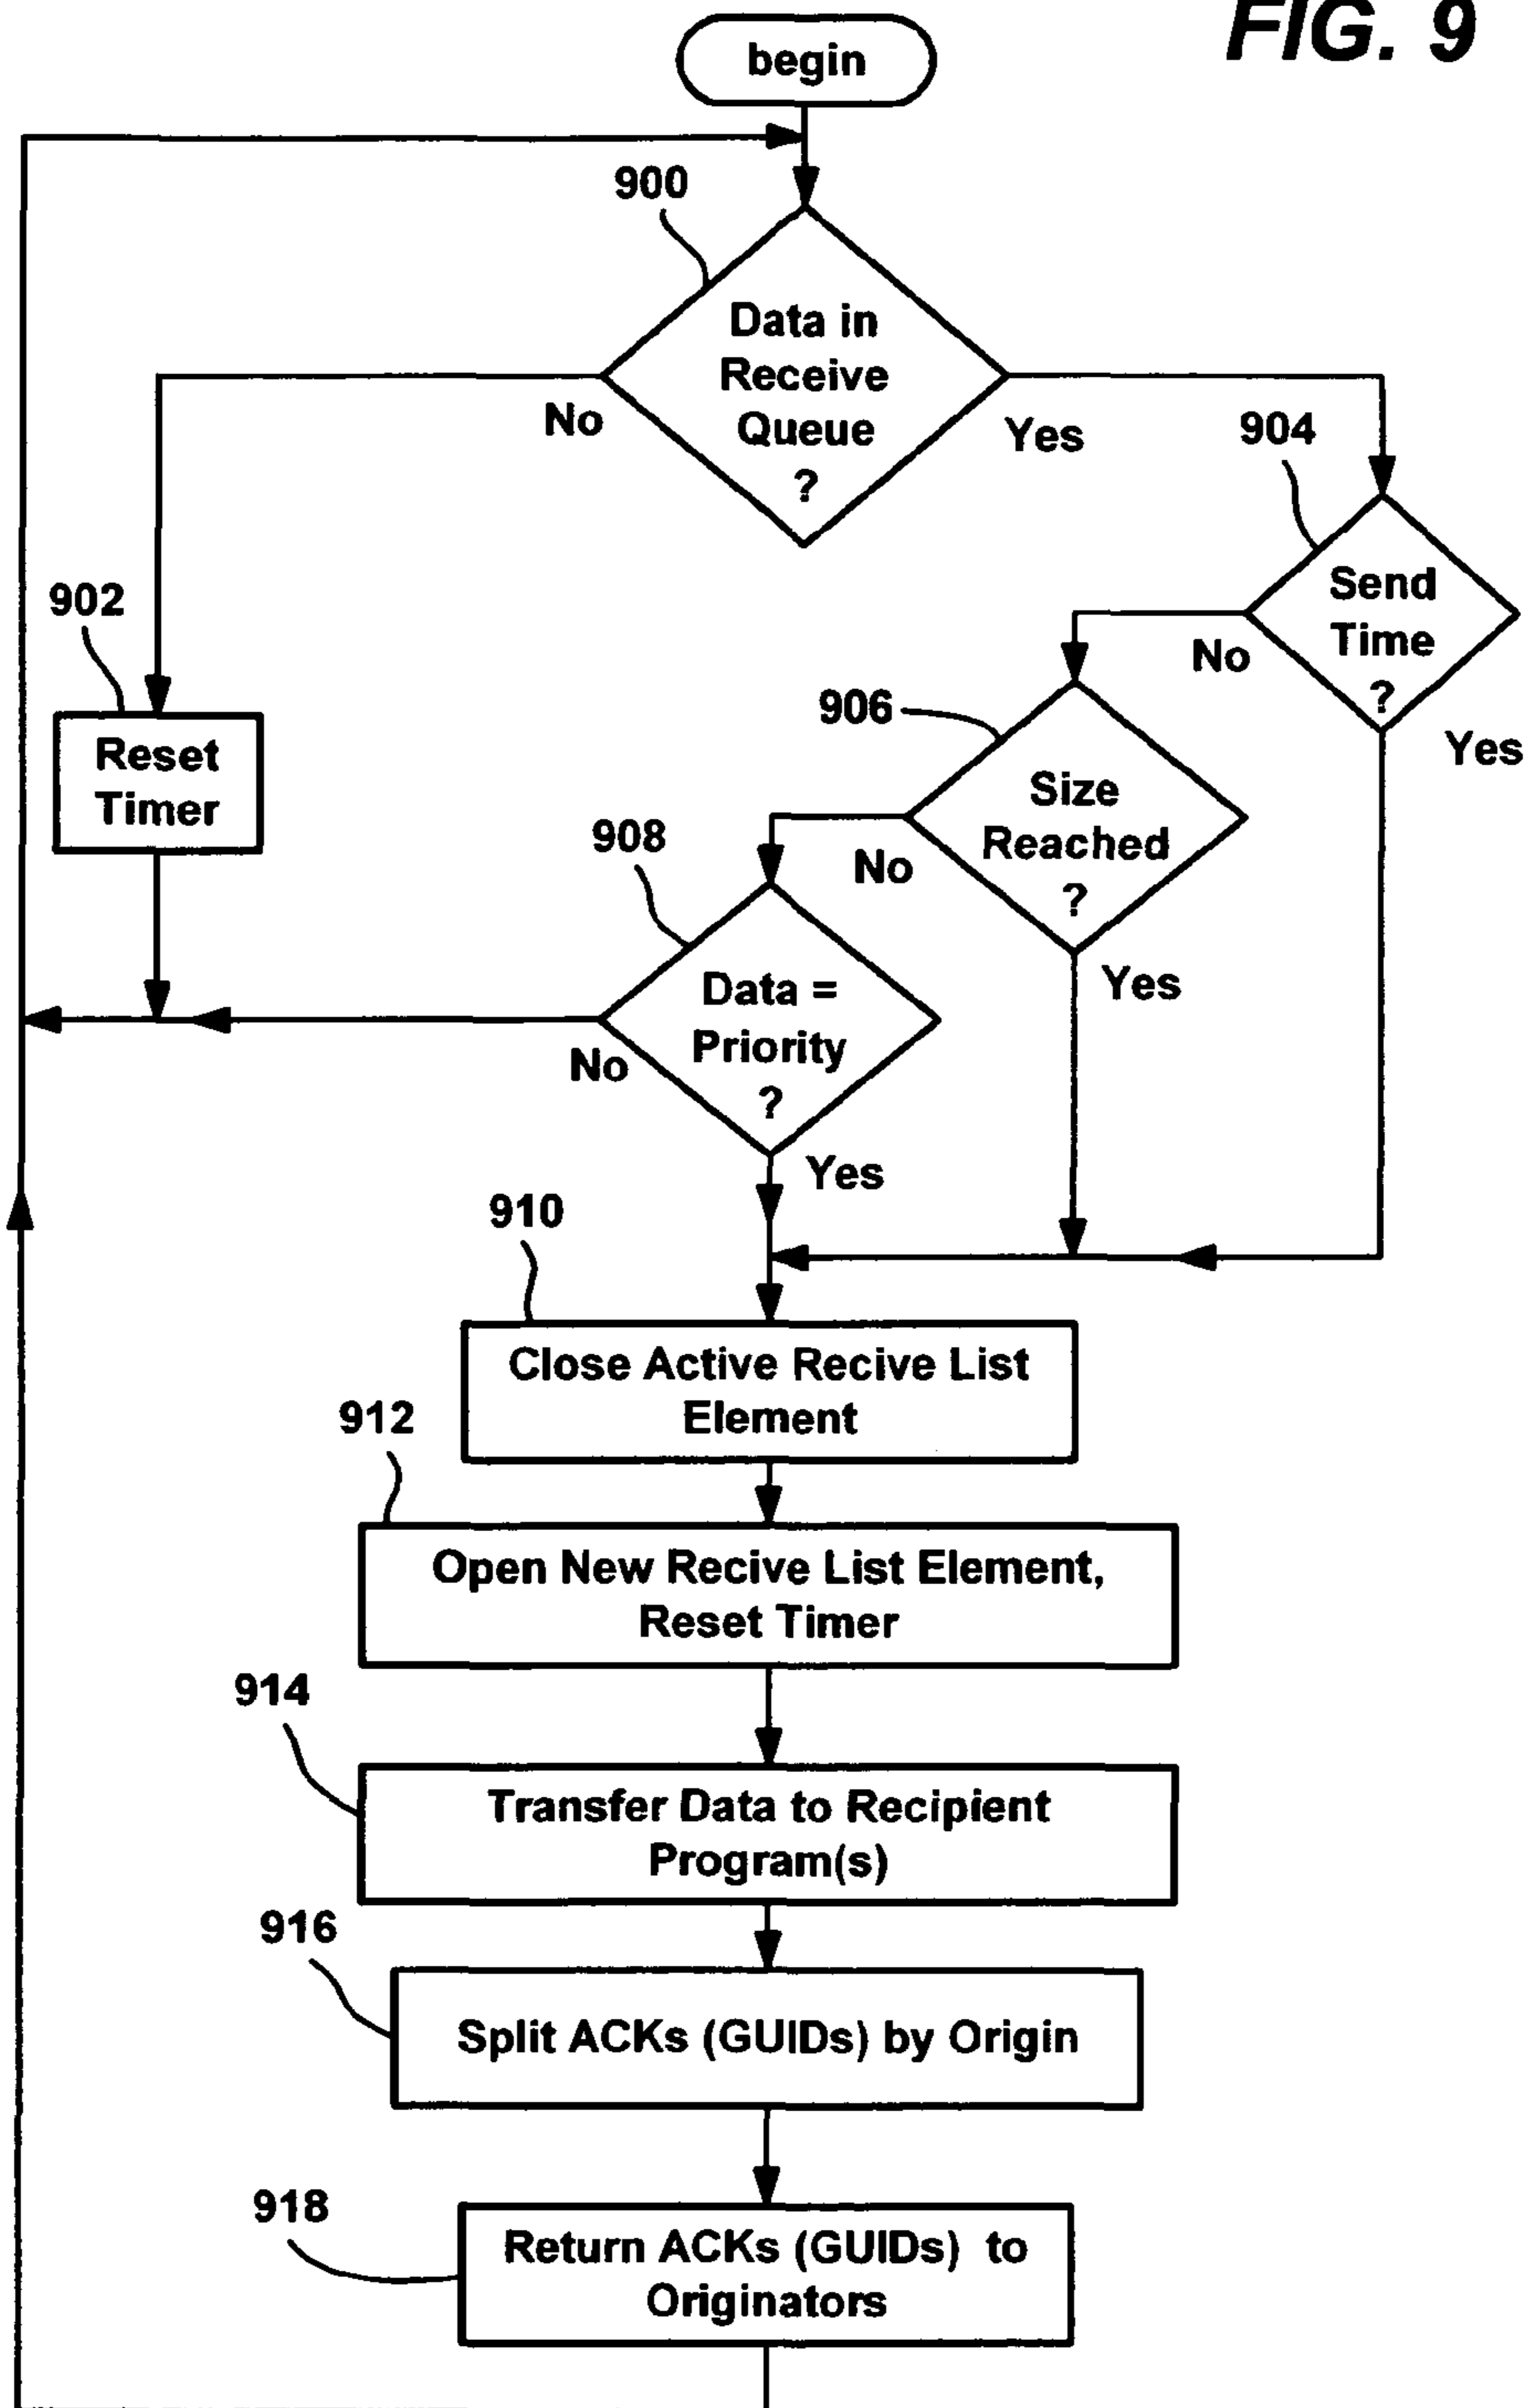 FIG. 9
begin
900
Data in
Receive
Queue
?
No
Yes
904
Send
Time
?
No
Yes
902
Reset
Timer
906
Size
Reached
?
No
Yes
908
Data =
Priority
?
No
Yes
910
Close Active Recive List
Element
912
Open New Recive List Element,
Reset Timer
914
Transfer Data to Recipient
Program(s)
916
Split ACKs (GUIDs) by Origin
918
Return ACKs (GUIDs) to
Originators